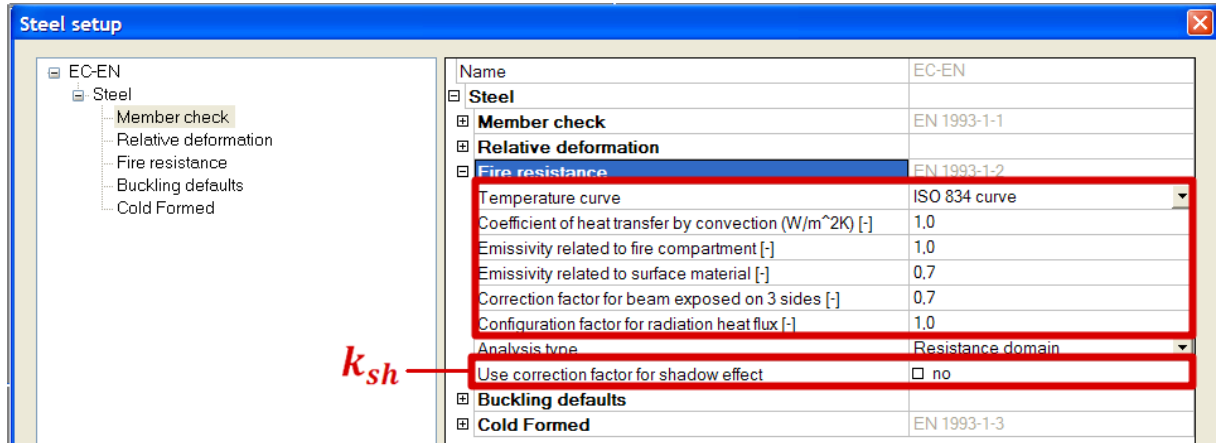 Steel setup
EC-EN
Steel
Member check
Relative deformation
Fire resistance
Buckling defaults
Cold Formed
Name EC-EN
Steel
Member check EN 1993-1-1
Relative deformation
Fire resistance EN 1993-1-2
Temperature curve ISO 834 curve
Coefficient of heat transfer by convection (W/m^2K) [-] 1,0
Emissivity related to fire compartment [-] 1,0
Emissivity related to surface material [-] 0,7
Correction factor for beam exposed on 3 sides [-] 0,7
Configuration factor for radiation heat flux [-] 1,0
Analysis type Resistance domain
k_sh
Use correction factor for shadow effect no
Buckling defaults
Cold Formed EN 1993-1-3